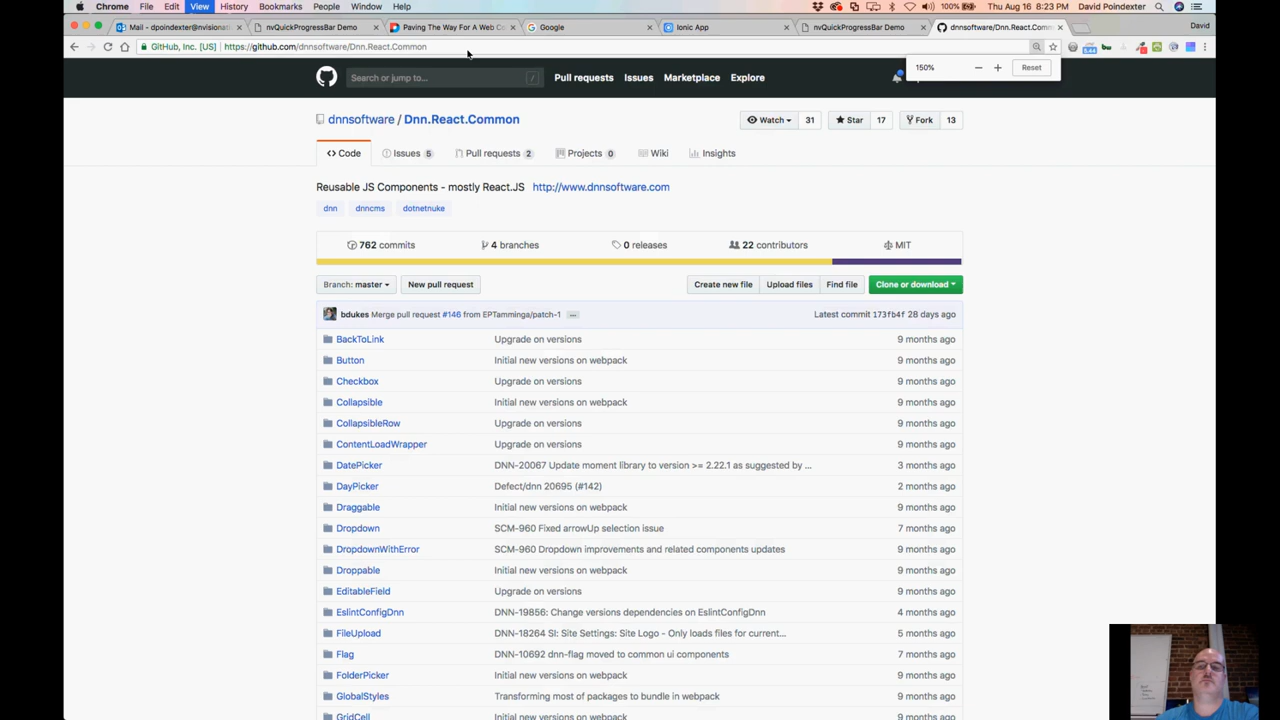 Chrome File Edit View History Bookmarks People Window Help 100% Thu Aug 16 8:23 PM David Poindexter
Mail - dpoindexter@nvisionati × nvQuickProgressBar Demo × Paving The Way For A Web Co × Google × Ionic App × nvQuickProgressBar Demo × dnnsoftware/Dnn.React.Comm × David
GitHub, Inc. [US] https://github.com/dnnsoftware/Dnn.React.Common
150% − + Reset
Search or jump to... / Pull requests Issues Marketplace Explore
dnnsoftware / Dnn.React.Common Watch 31 Star 17 Fork 13
Code Issues 5 Pull requests 2 Projects 0 Wiki Insights
Reusable JS Components - mostly React.JS http://www.dnnsoftware.com
dnn dnncms dotnetnuke
762 commits 4 branches 0 releases 22 contributors MIT
Branch: master New pull request Create new file Upload files Find file Clone or download
bdukes Merge pull request #146 from EPTamminga/patch-1 ... Latest commit 173fb4f 28 days ago
BackToLink Upgrade on versions 9 months ago
Button Initial new versions on webpack 9 months ago
Checkbox Upgrade on versions 9 months ago
Collapsible Initial new versions on webpack 9 months ago
CollapsibleRow Upgrade on versions 9 months ago
ContentLoadWrapper Upgrade on versions 9 months ago
DatePicker DNN-20067 Update moment library to version >= 2.22.1 as suggested by ... 3 months ago
DayPicker Defect/dnn 20695 (#142) 2 months ago
Draggable Initial new versions on webpack 9 months ago
Dropdown SCM-960 Fixed arrowUp selection issue 7 months ago
DropdownWithError SCM-960 Dropdown improvements and related components updates 9 months ago
Droppable Initial new versions on webpack 9 months ago
EditableField Upgrade on versions 9 months ago
EslintConfigDnn DNN-19856: Change versions dependencies on EslintConfigDnn 4 months ago
FileUpload DNN-18264 SI: Site Settings: Site Logo - Only loads files for current... 5 months ago
Flag DNN-10692 dnn-flag moved to common ui components 7 months ago
FolderPicker Initial new versions on webpack 9 months ago
GlobalStyles Transforming most of packages to bundle in webpack 9 months ago
GridCell Initial new versions on webpack 9 months ago